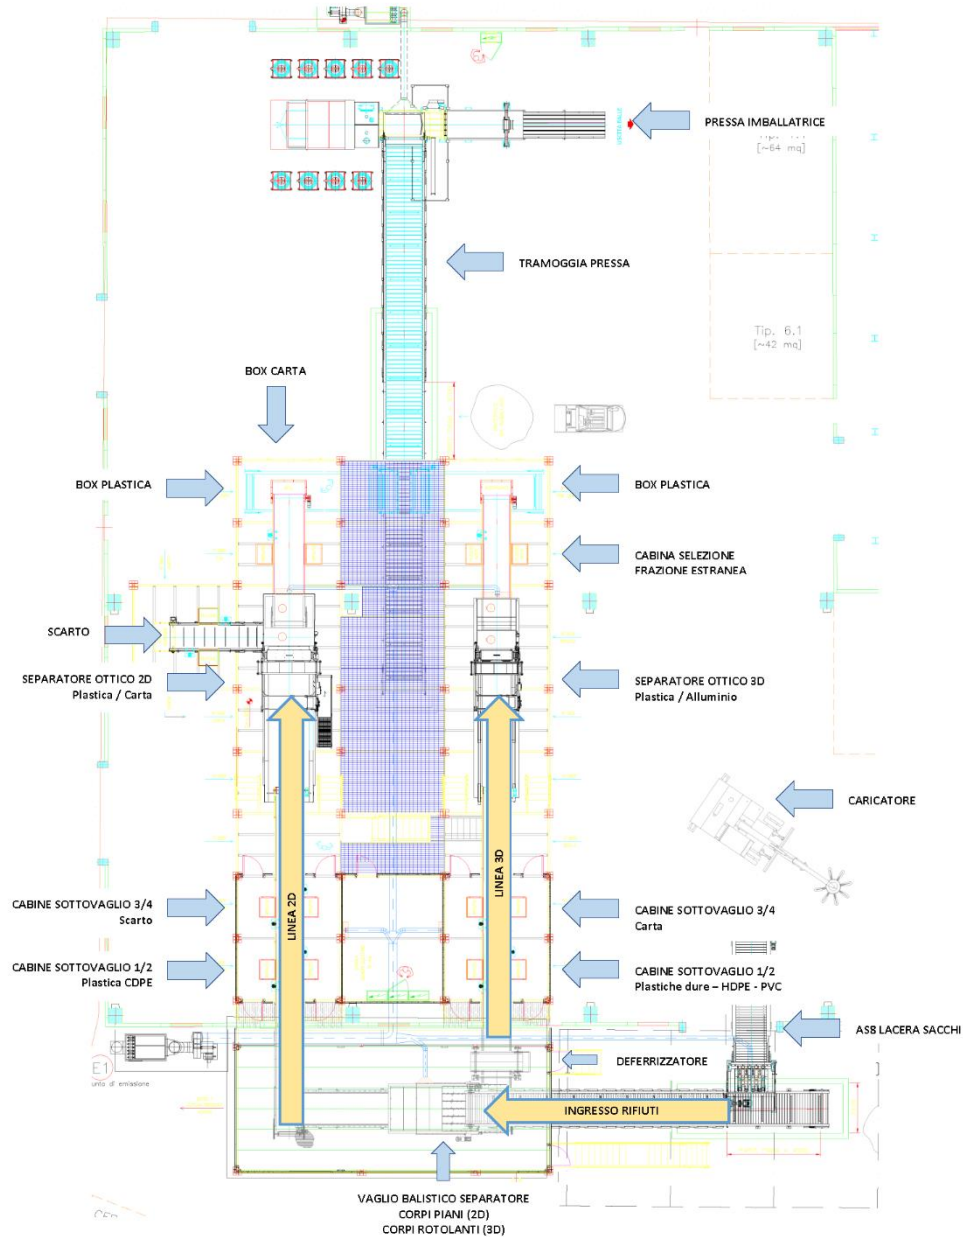 PRESSA IMBALLATRICE
[~64 mq]
TRAMOGGIA PRESSA
Tip. 6.1
[~42 mq]
BOX CARTA
BOX PLASTICA
BOX PLASTICA
CABINA SELEZIONE
FRAZIONE ESTRANEA
SCARTO
SEPARATORE OTTICO 2D
Plastica / Carta
SEPARATORE OTTICO 3D
Plastica / Alluminio
CARICATORE
LINEA 2D
LINEA 3D
CABINE SOTTOVAGLIO 3/4
Scarto
CABINE SOTTOVAGLIO 3/4
Carta
CABINE SOTTOVAGLIO 1/2
Plastica CDPE
CABINE SOTTOVAGLIO 1/2
Plastiche dure – HDPE - PVC
ASB LACERA SACCHI
DEFERRIZZATORE
E1
di emissione
INGRESSO RIFIUTI
VAGLIO BALISTICO SEPARATORE
CORPI PIANI (2D)
CORPI ROTOLANTI (3D)